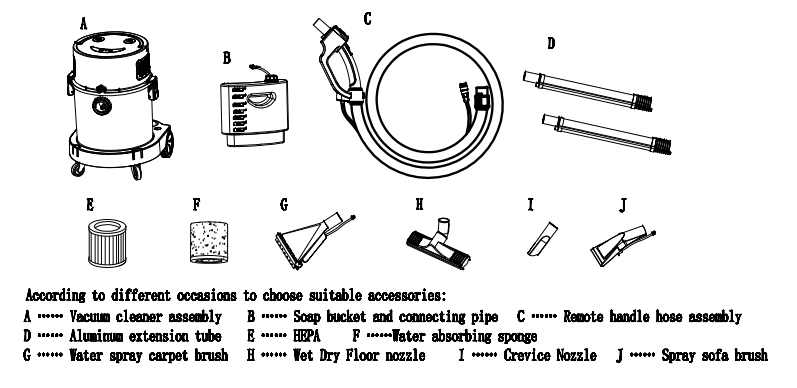 A
B
C
D
E
F
G
H
I
J
According to different occasions to choose suitable accessories:
A ······ Vacuum cleaner assembly B ······ Soap bucket and connecting pipe C ······ Remote handle hose assembly
D ······ Aluminum extension tube E ······ HEPA F ······Water absorbing sponge
G ······ Water spray carpet brush H ······ Wet Dry Floor nozzle I ······ Crevice Nozzle J ······ Spray sofa brush